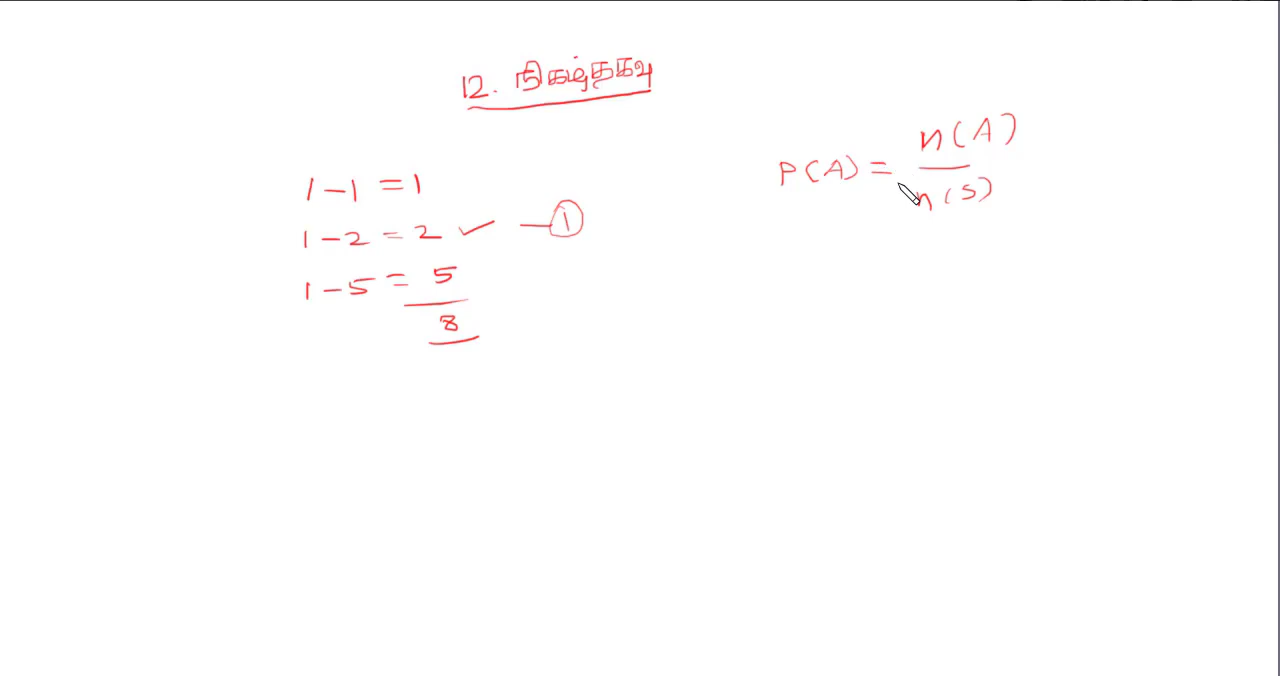 12. நிகழ்தகவு
1 - 1 = 1
1 - 2 = 2 ✓ — ①
1 - 5 = 5
8
P(A) = n(A) / n(S)